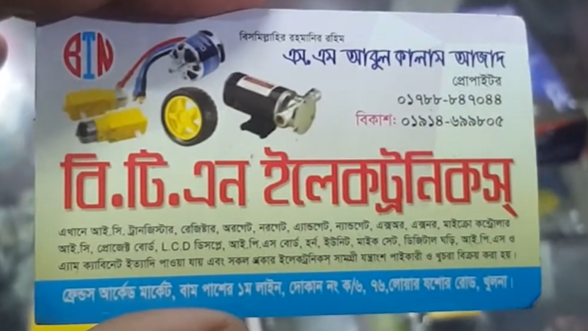 BTN
বিসমিল্লাহির রহমানির রহিম
এস. এম আবুল কালাম আজাদ
প্রোপাইটর
০১৭৮৮-৮৪৭০৪৪
বিকাশ: ০১৯১৪-৬৯৯৮০৫
বি.টি.এন ইলেকট্রনিকস্
এখানে আই.সি. ট্রানজিস্টার, রেজিষ্টার, অরগেট, নরগেট, এ্যান্ডগেট, ন্যান্ডগেট, এক্সঅর, এক্সনর, মাইক্রো কন্ট্রোলার
আই.সি, প্রোজেক্ট বোর্ড, L.C.D ডিসপ্লে, আই.পি.এস বোর্ড, হর্ন, ইউনিট, মাইক সেট, ডিজিটাল ঘড়ি, আই.পি.এস ও
এ্যাম ক্যাবিনেট ইত্যাদি পাওয়া যায় এবং সকল প্রকার ইলেকট্রনিকস্ সামগ্রী যন্ত্রাংশ পাইকারী ও খুচরা বিক্রয় করা হয়।
ফ্রেন্ডস আর্কেড মার্কেট, বাম পাশের ১ম লাইন, দোকান নং ক/৬, ৭৬,লোয়ার যশোর রোড, খুলনা।